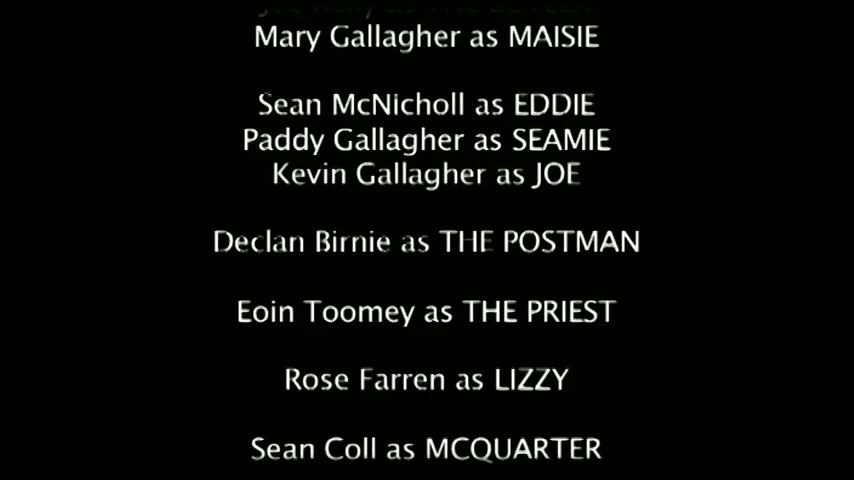 Mary Gallagher as MAISIE
Sean McNicholl as EDDIE
Paddy Gallagher as SEAMIE
Kevin Gallagher as JOE
Declan Birnie as THE POSTMAN
Eoin Toomey as THE PRIEST
Rose Farren as LIZZY
Sean Coll as MCQUARTER